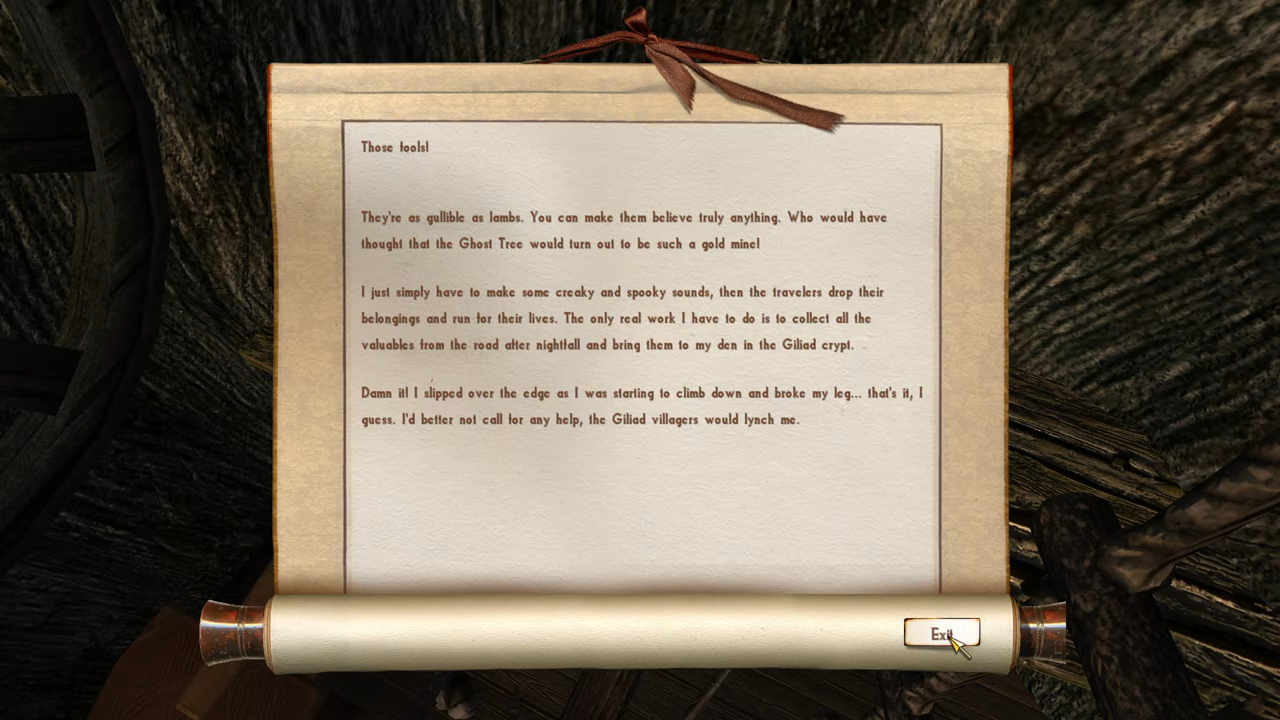 Those fools!
They're as gullible as lambs. You can make them believe truly anything. Who would have
thought that the Ghost Tree would turn out to be such a gold mine!
I just simply have to make some creaky and spooky sounds, then the travelers drop their
belongings and run for their lives. The only real work I have to do is to collect all the
valuables from the road after nightfall and bring them to my den in the Giliad crypt.
Damn it! I slipped over the edge as I was starting to climb down and broke my leg... that's it, I
guess. I'd better not call for any help, the Giliad villagers would lynch me.
Exit